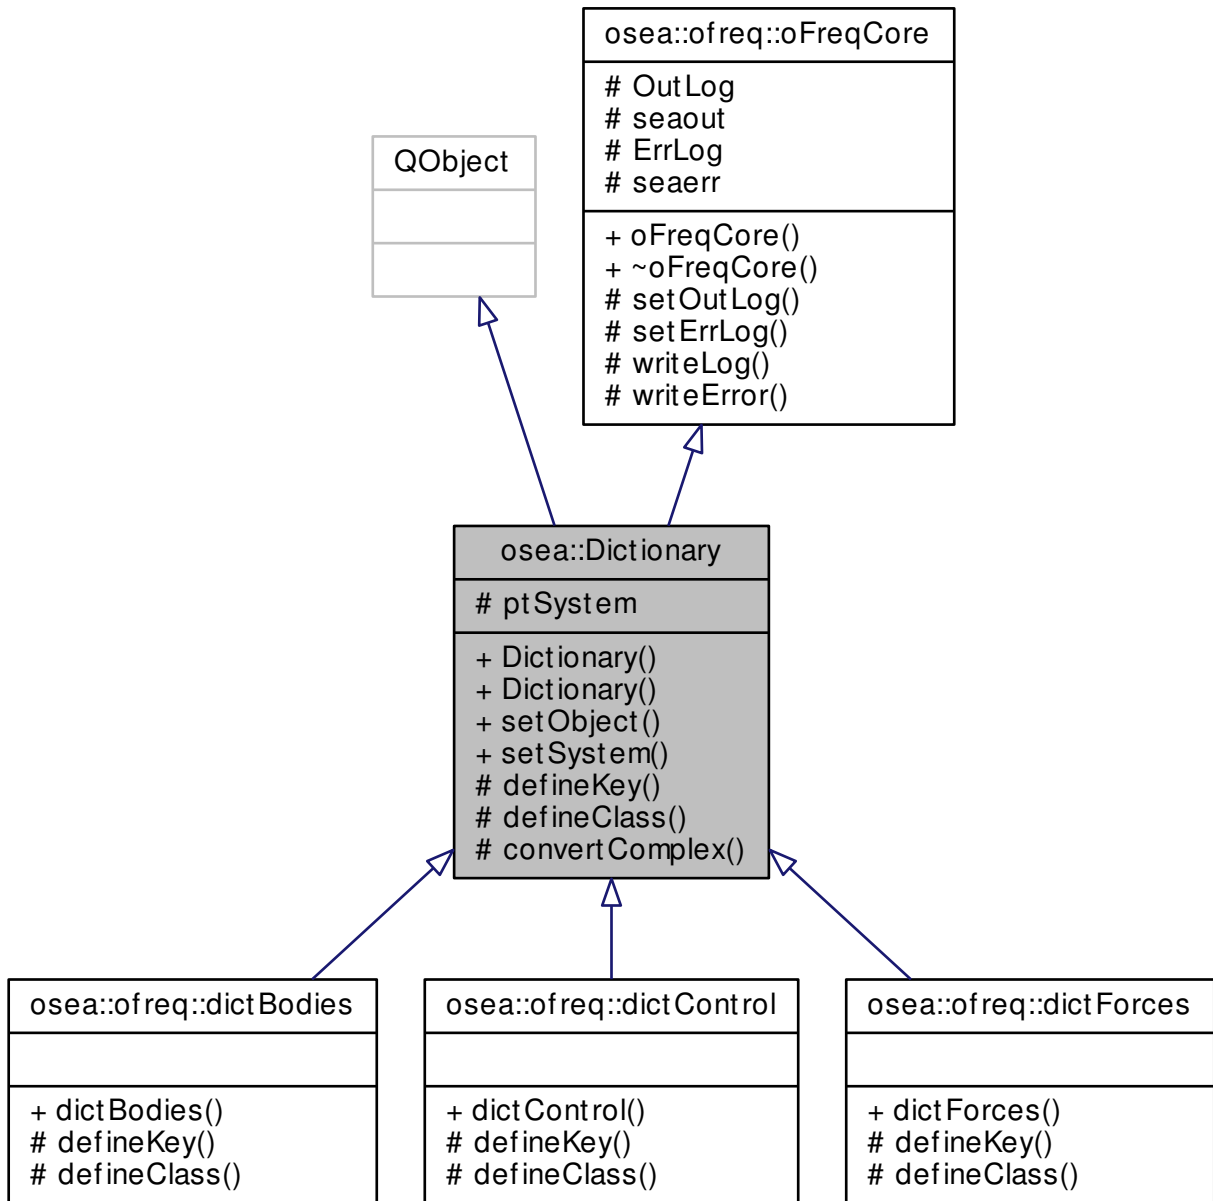 osea::ofreq::oFreqCore
# OutLog
# seaout
# ErrLog
# seaerr
+ oFreqCore()
+ ~oFreqCore()
# setOutLog()
# setErrLog()
# writeLog()
# writeError()
QObject
osea::Dictionary
# ptSystem
+ Dictionary()
+ Dictionary()
+ setObject()
+ setSystem()
# defineKey()
# defineClass()
# convertComplex()
osea::ofreq::dictBodies
+ dictBodies()
# defineKey()
# defineClass()
osea::ofreq::dictControl
+ dictControl()
# defineKey()
# defineClass()
osea::ofreq::dictForces
+ dictForces()
# defineKey()
# defineClass()